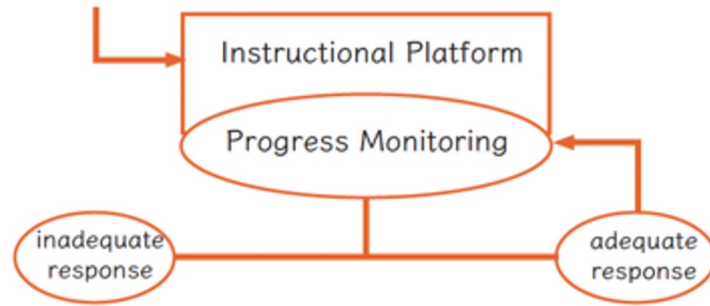 Instructional Platform
Progress Monitoring
inadequate
response
adequate
response